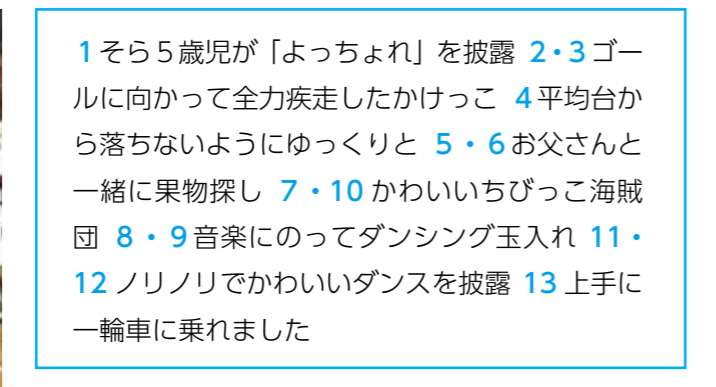 1そら5歳児が「よっちょれ」を披露 2・3ゴー
ルに向かって全力疾走したかけっこ 4平均台か
ら落ちないようにゆっくりと 5・6お父さんと
一緒に果物探し 7・10かわいいちびっこ海賊
団 8・9音楽にのってダンシング玉入れ 11・
12ノリノリでかわいいダンスを披露 13上手に
一輪車に乗れました